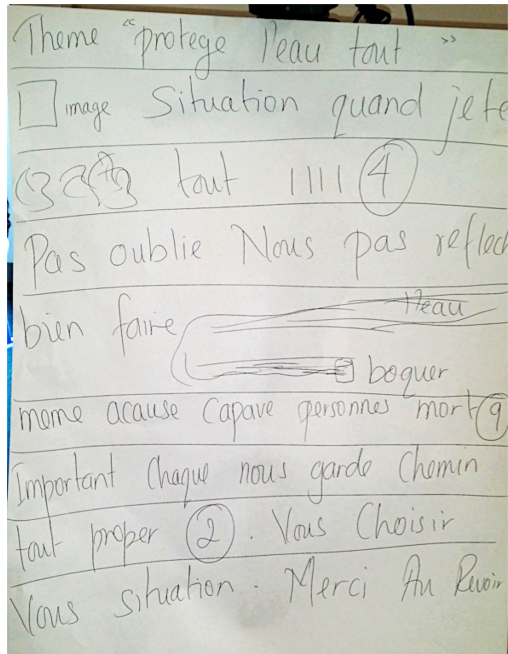 Theme "protege l'eau tout"
image Situation quand jete
tout 1111 4
Pas oublie Nous pas reflech
bien faire l'eau
boquer
meme acause Capave personnes mort 9
Important Chaque nous garde Chemin
tout proper 2. Vous Choisir
Vous situation. Merci Au Revoir